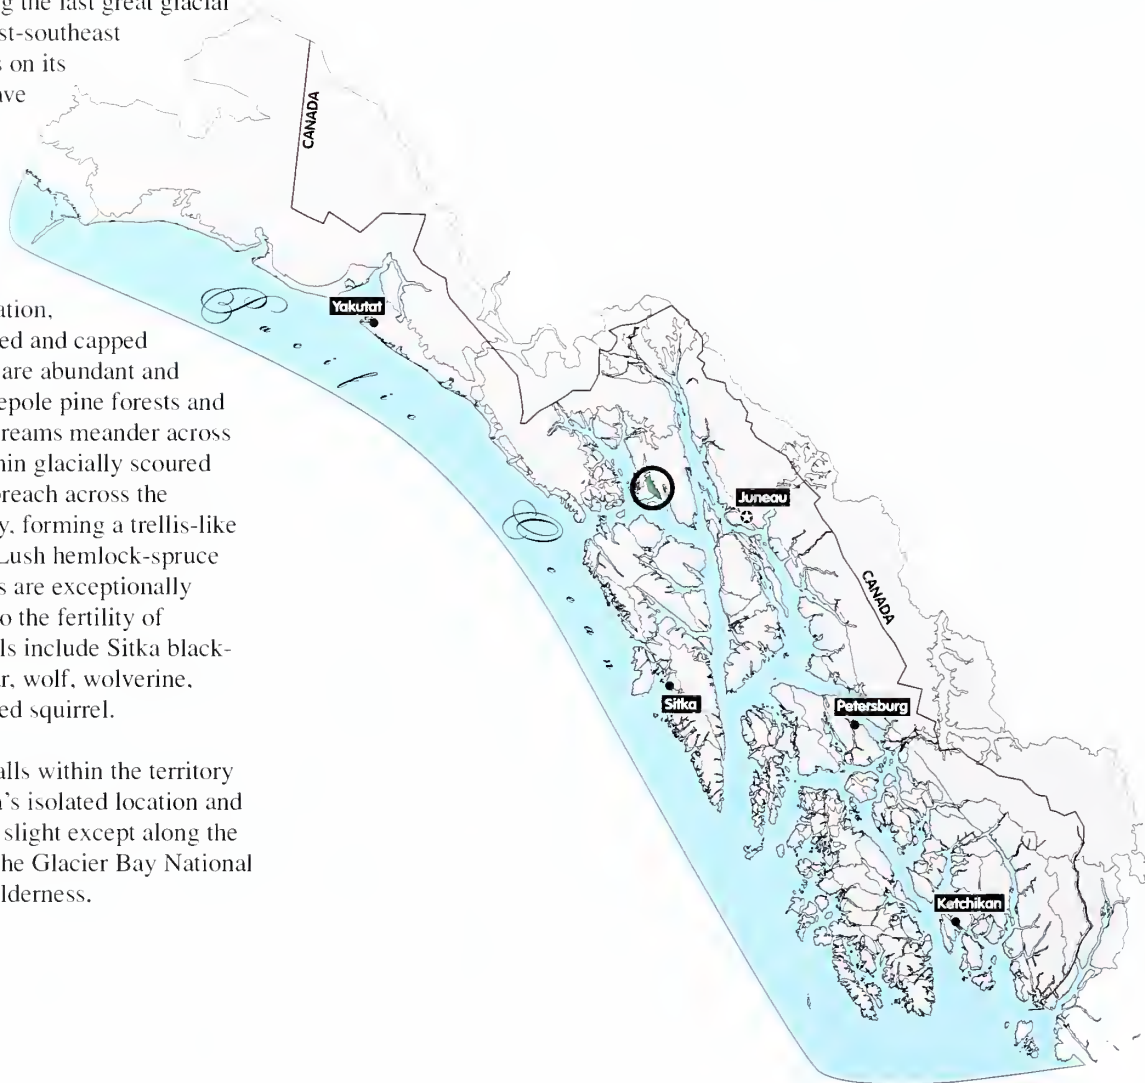 g the last great glacial
st-southeast
s on its
ave
ation,
ed and capped
are abundant and
epole pine forests and
reams meander across
hin glacially scoured
breach across the
y, forming a trellis-like
Lush hemlock-spruce
s are exceptionally
to the fertility of
ls include Sitka black-
r, wolf, wolverine,
ed squirrel.
alls within the territory
n's isolated location and
slight except along the
he Glacier Bay National
ilderness.
CANADA
Yakutat
Pacific Ocean
Juneau
CANADA
Sitka
Petersburg
Ketchikan